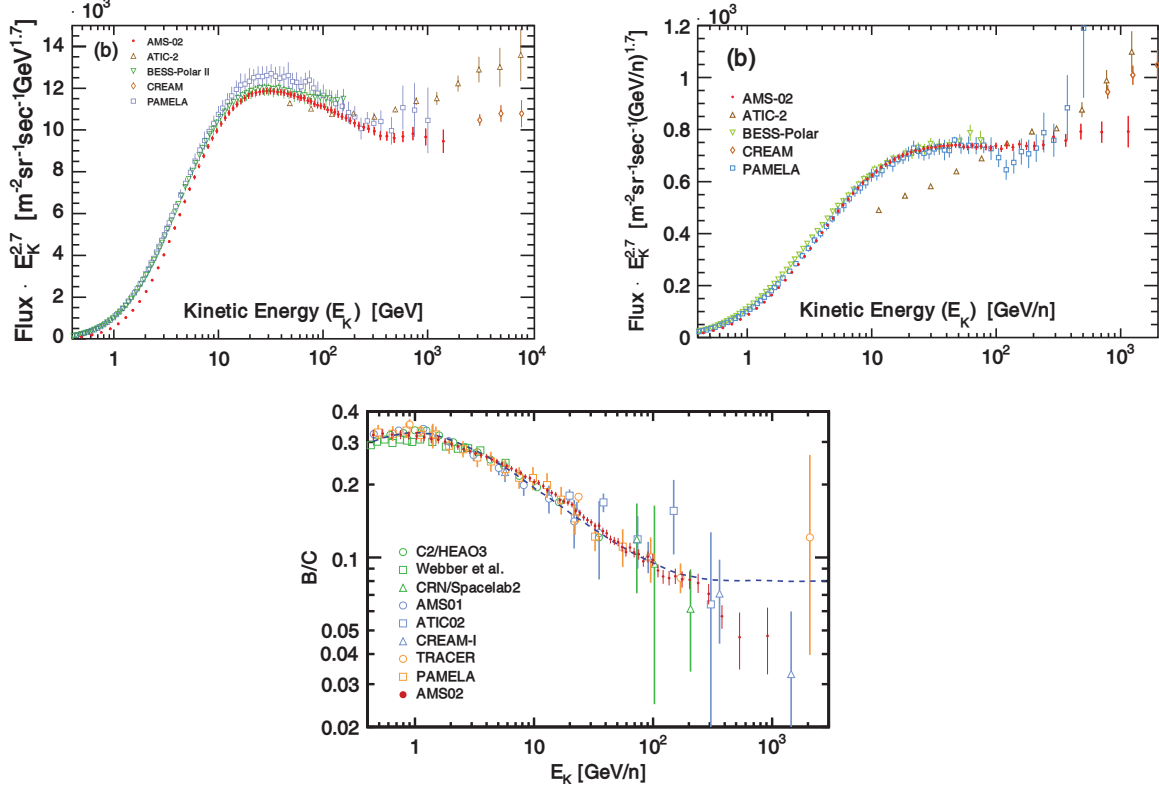 ×10³
(b)
AMS-02
ATIC-2
BESS-Polar II
CREAM
PAMELA
14
12
10
8
6
4
2
0
Flux · E_K^2.7 [m⁻²sr⁻¹sec⁻¹GeV^1.7]
Kinetic Energy (E_K) [GeV]
1
10
10²
10³
10⁴
×10³
(b)
AMS-02
ATIC-2
BESS-Polar
CREAM
PAMELA
1.2
1
0.8
0.6
0.4
0.2
0
Flux · E_K^2.7 [m⁻²sr⁻¹sec⁻¹(GeV/n)^1.7]
Kinetic Energy (E_K) GeV/n]
1
10
10²
10³
0.4
0.3
0.2
0.1
0.05
0.04
0.03
0.02
B/C
C2/HEAO3
Webber et al.
CRN/Spacelab2
AMS01
ATIC02
CREAM-I
TRACER
PAMELA
AMS02
1
10
10²
10³
E_K [GeV/n]